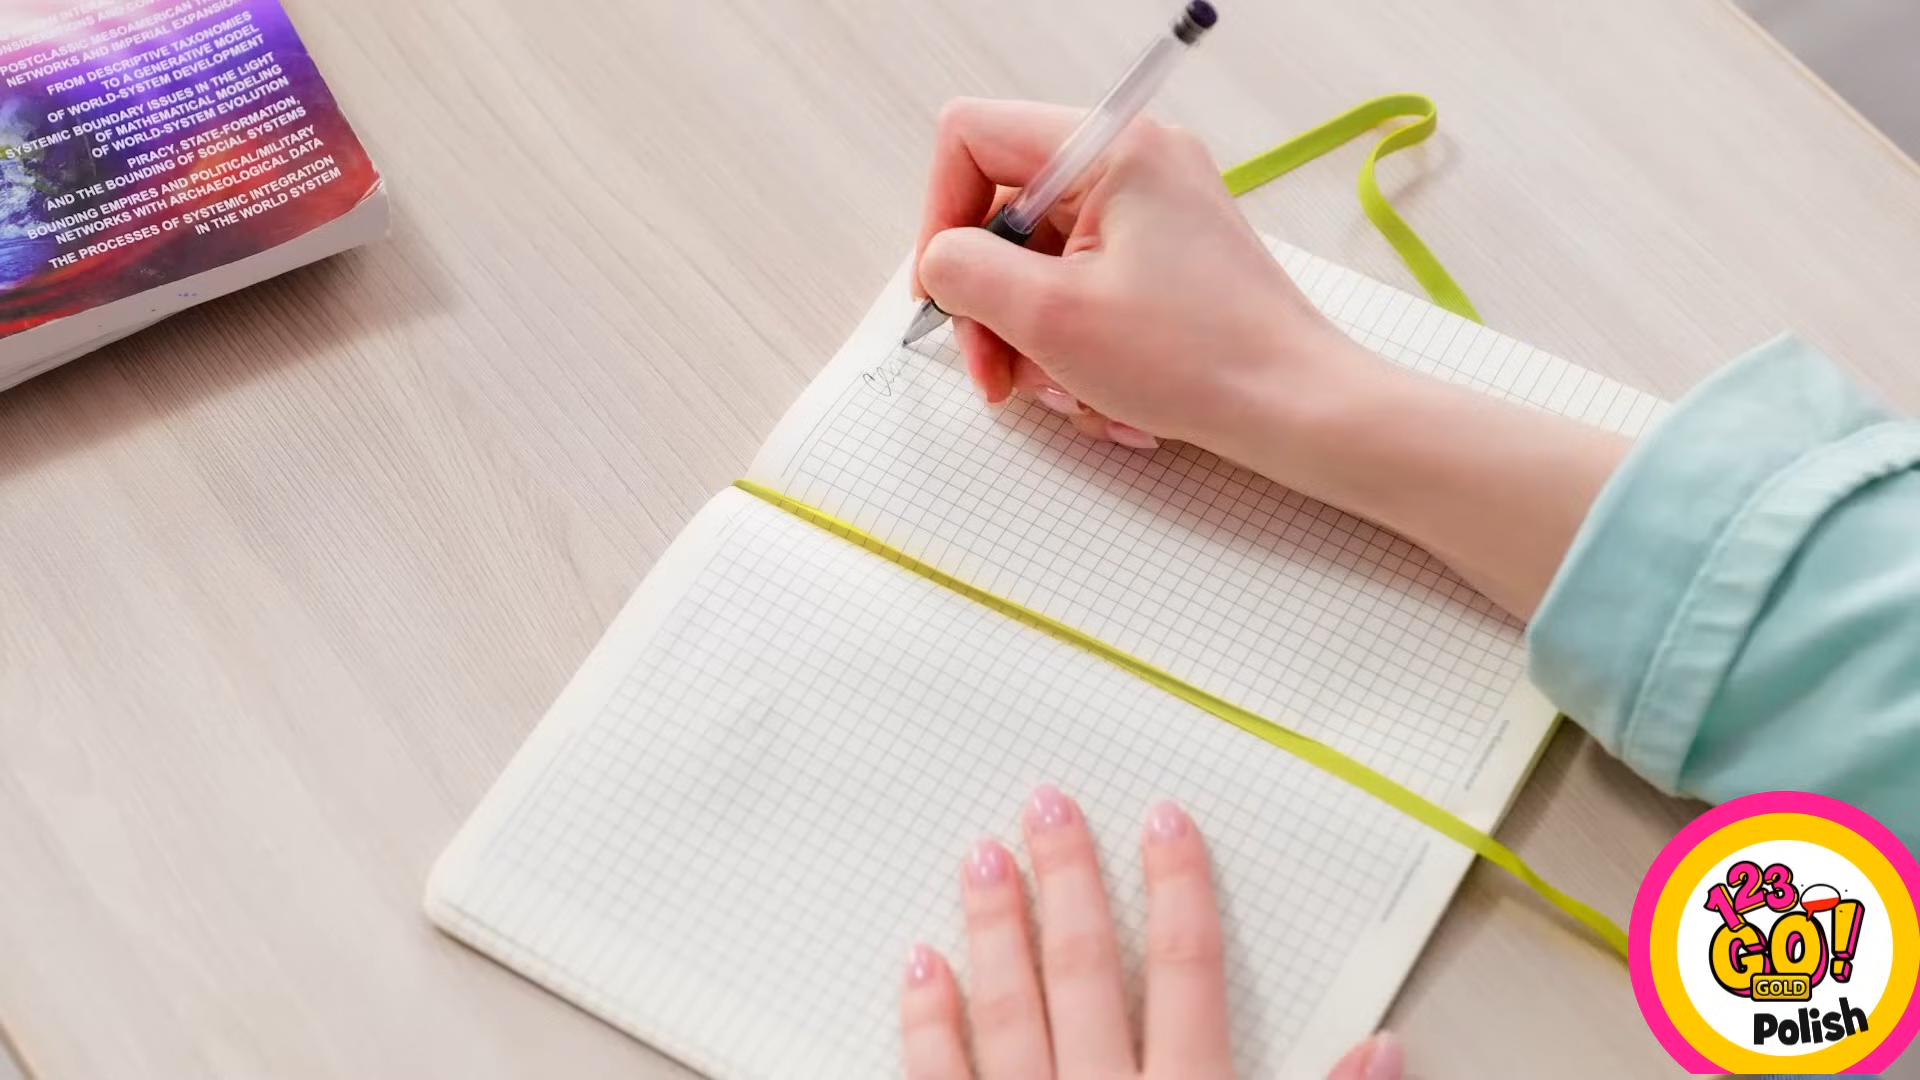 CONSIDERATIONS AND
POSTCLASSIC MESOAMERICAN
NETWORKS AND IMPERIAL EXPANSION
FROM DESCRIPTIVE TAXONOMIES
TO A GENERATIVE MODEL
OF WORLD-SYSTEM DEVELOPMENT
SYSTEMIC BOUNDARY ISSUES IN THE LIGHT
OF MATHEMATICAL MODELING
OF WORLD-SYSTEM EVOLUTION
PIRACY, STATE-FORMATION,
AND THE BOUNDING OF SOCIAL SYSTEMS
BOUNDING EMPIRES AND POLITICAL/MILITARY
NETWORKS WITH ARCHAEOLOGICAL DATA
THE PROCESSES OF SYSTEMIC INTEGRATION
IN THE WORLD SYSTEM
123
GO!
GOLD
Polish